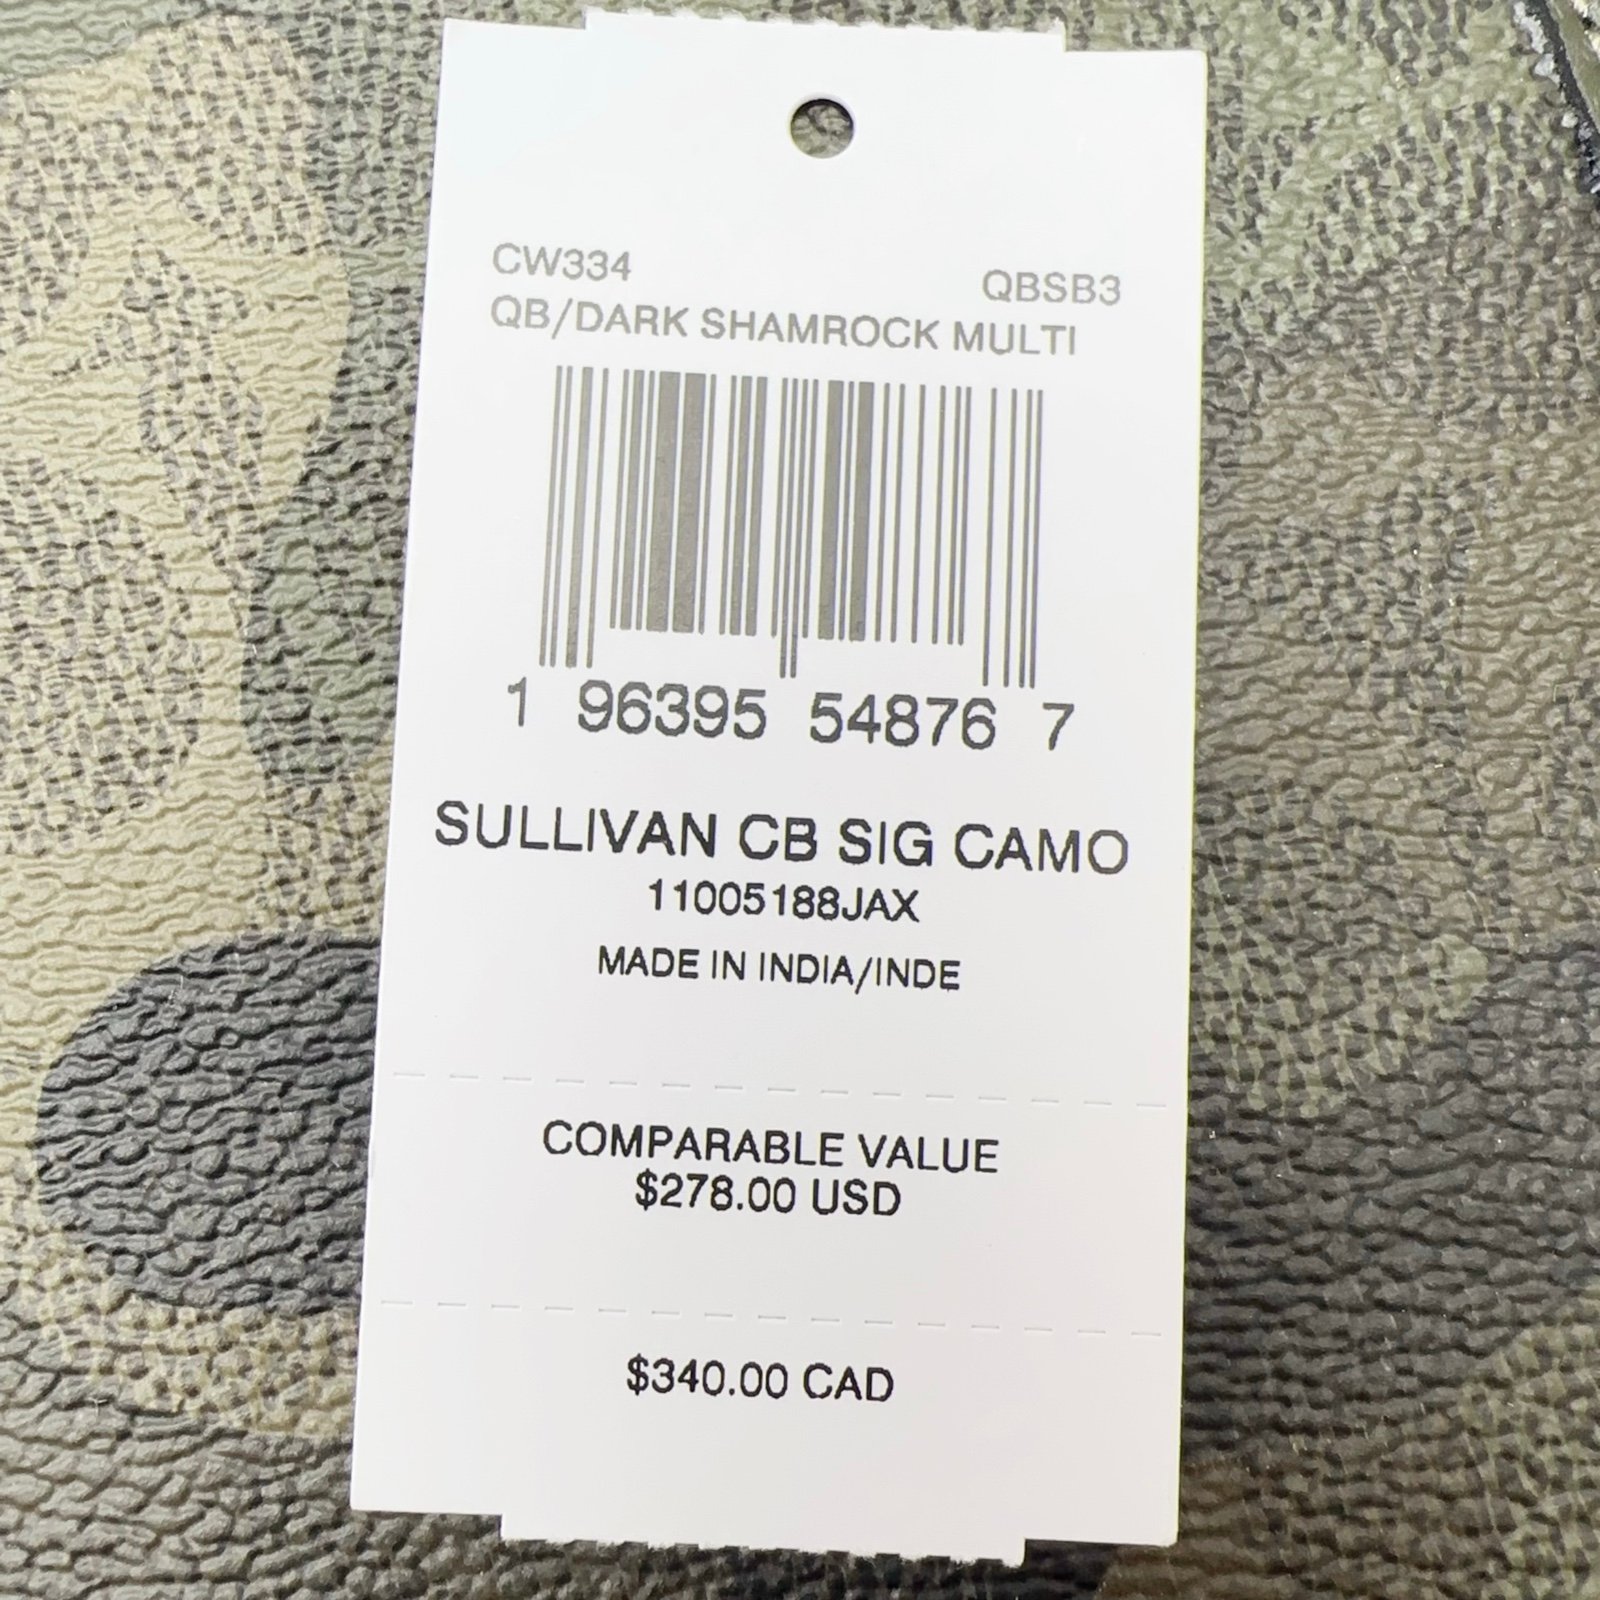 CW334 QBSB3
QB/DARK SHAMROCK MULTI
1 96395 54876 7
SULLIVAN CB SIG CAMO
11005188JAX
MADE IN INDIA/INDE
COMPARABLE VALUE
$278.00 USD
$340.00 CAD